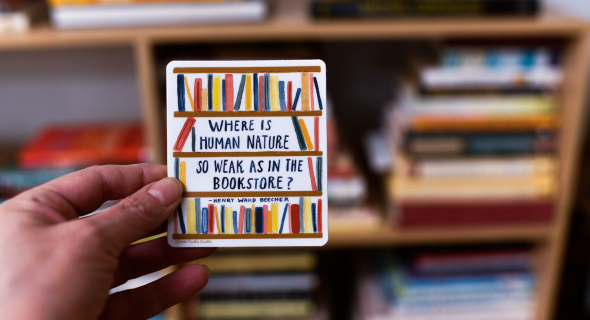 WHERE IS
HUMAN NATURE
SO WEAK AS IN THE
BOOKSTORE?
-HENRY WARD BEECHER